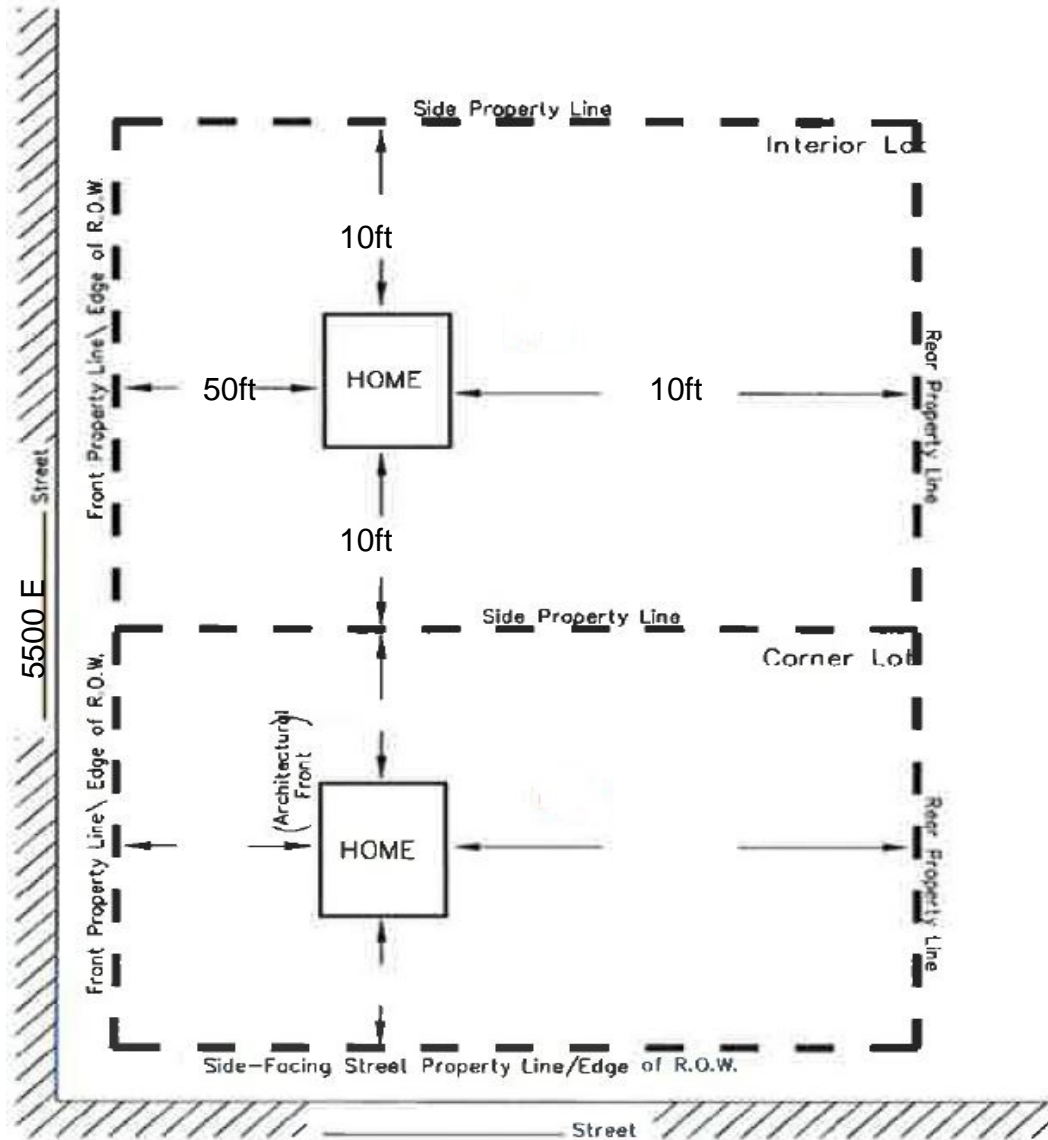 Side Property Line
Interior Lot
Front Property Line\ Edge of R.O.W.
10ft
HOME
50ft
10ft
Rear Property Line
10ft
Street
5500 E
Side Property Line
Corner Lot
Front Property Line\ Edge of R.O.W.
(Architectural
Front)
HOME
Rear Property Line
Side-Facing Street Property Line/Edge of R.O.W.
Street